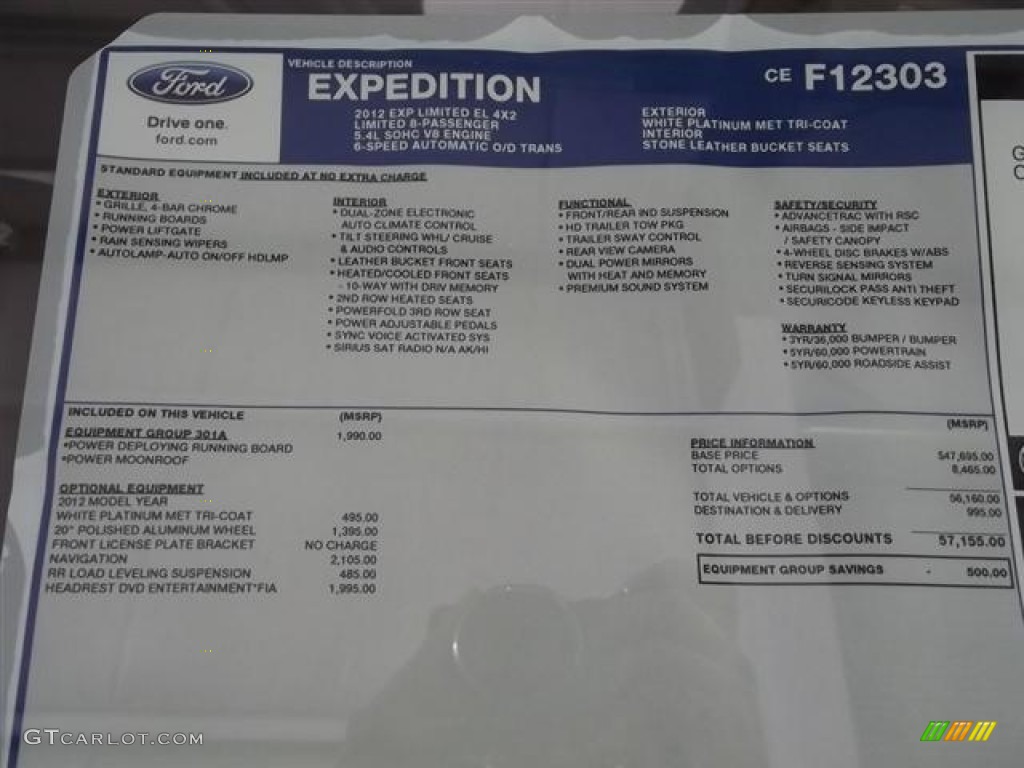 Ford
Drive one.
ford.com
VEHICLE DESCRIPTION
EXPEDITION
2012 EXP LIMITED EL 4X2
LIMITED 8-PASSENGER
5.4L SOHC V8 ENGINE
6-SPEED AUTOMATIC O/D TRANS
CE F12303
EXTERIOR
WHITE PLATINUM MET TRI-COAT
INTERIOR
STONE LEATHER BUCKET SEATS
STANDARD EQUIPMENT INCLUDED AT NO EXTRA CHARGE
EXTERIOR
• GRILLE, 4-BAR CHROME
• RUNNING BOARDS
• POWER LIFTGATE
• RAIN SENSING WIPERS
• AUTOLAMP-AUTO ON/OFF HDLMP
INTERIOR
• DUAL-ZONE ELECTRONIC
AUTO CLIMATE CONTROL
• TILT STEERING WHL/ CRUISE
& AUDIO CONTROLS
• LEATHER BUCKET FRONT SEATS
• HEATED/COOLED FRONT SEATS
- 10-WAY WITH DRIV MEMORY
• 2ND ROW HEATED SEATS
• POWERFOLD 3RD ROW SEAT
• POWER ADJUSTABLE PEDALS
• SYNC VOICE ACTIVATED SYS
• SIRIUS SAT RADIO N/A AK/HI
FUNCTIONAL
• FRONT/REAR IND SUSPENSION
• HD TRAILER TOW PKG
• TRAILER SWAY CONTROL
• REAR VIEW CAMERA
• DUAL POWER MIRRORS
WITH HEAT AND MEMORY
• PREMIUM SOUND SYSTEM
SAFETY/SECURITY
• ADVANCETRAC WITH RSC
• AIRBAGS - SIDE IMPACT
/ SAFETY CANOPY
• 4-WHEEL DISC BRAKES W/ABS
• REVERSE SENSING SYSTEM
• TURN SIGNAL MIRRORS
• SECURILOCK PASS ANTI THEFT
• SECURICODE KEYLESS KEYPAD
WARRANTY
• 3YR/36,000 BUMPER / BUMPER
• 5YR/60,000 POWERTRAIN
• 5YR/60,000 ROADSIDE ASSIST
INCLUDED ON THIS VEHICLE (MSRP)
EQUIPMENT GROUP 301A 1,990.00
•POWER DEPLOYING RUNNING BOARD
•POWER MOONROOF
OPTIONAL EQUIPMENT
2012 MODEL YEAR
WHITE PLATINUM MET TRI-COAT 495.00
20" POLISHED ALUMINUM WHEEL 1,395.00
FRONT LICENSE PLATE BRACKET NO CHARGE
NAVIGATION 2,105.00
RR LOAD LEVELING SUSPENSION 485.00
HEADREST DVD ENTERTAINMENT*FIA 1,995.00
(MSRP)
PRICE INFORMATION
BASE PRICE $47,695.00
TOTAL OPTIONS 8,465.00
TOTAL VEHICLE & OPTIONS 56,160.00
DESTINATION & DELIVERY 995.00
TOTAL BEFORE DISCOUNTS 57,155.00
EQUIPMENT GROUP SAVINGS - 500.00
GTCARLOT.COM